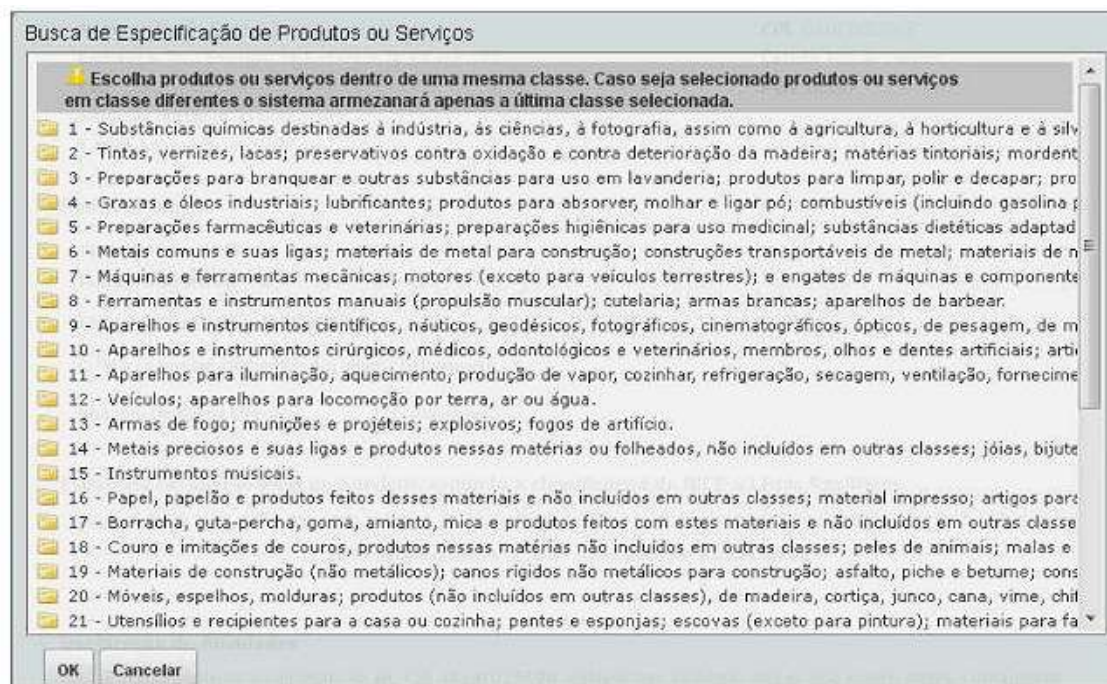 Busca de Especificação de Produtos ou Serviços
Escolha produtos ou serviços dentro de uma mesma classe. Caso seja selecionado produtos ou serviços
em classe diferentes o sistema armezanará apenas a última classe selecionada.
1 - Substâncias químicas destinadas à indústria, às ciências, à fotografia, assim como à agricultura, à horticultura e à silv
2 - Tintas, vernizes, lacas; preservativos contra oxidação e contra deterioração da madeira; matérias tintoriais; mordent
3 - Preparações para branquear e outras substâncias para uso em lavanderia; produtos para limpar, polir e decapar; pro
4 - Graxas e óleos industriais; lubrificantes; produtos para absorver, molhar e ligar pó; combustíveis (incluindo gasolina p
5 - Preparações farmacêuticas e veterinárias; preparações higiênicas para uso medicinal; substâncias dietéticas adaptad
6 - Metais comuns e suas ligas; materiais de metal para construção; construções transportáveis de metal; materiais de n
7 - Máquinas e ferramentas mecânicas; motores (exceto para veículos terrestres); e engates de máquinas e componente
8 - Ferramentas e instrumentos manuais (propulsão muscular); cutelaria; armas brancas; aparelhos de barbear.
9 - Aparelhos e instrumentos científicos, náuticos, geodésicos, fotográficos, cinematográficos, ópticos, de pesagem, de m
10 - Aparelhos e instrumentos cirúrgicos, médicos, odontológicos e veterinários, membros, olhos e dentes artificiais; arti
11 - Aparelhos para iluminação, aquecimento, produção de vapor, cozinhar, refrigeração, secagem, ventilação, fornecime
12 - Veículos; aparelhos para locomoção por terra, ar ou água.
13 - Armas de fogo; munições e projéteis; explosivos; fogos de artifício.
14 - Metais preciosos e suas ligas e produtos nessas matérias ou folheados, não incluídos em outras classes; jóias, bijute
15 - Instrumentos musicais.
16 - Papel, papelão e produtos feitos desses materiais e não incluídos em outras classes; material impresso; artigos para
17 - Borracha, guta-percha, goma, amianto, mica e produtos feitos com estes materiais e não incluídos em outras classe
18 - Couro e imitações de couros, produtos nessas matérias não incluídos em outras classes; peles de animais; malas e
19 - Materiais de construção (não metálicos); canos rígidos não metálicos para construção; asfalto, piche e betume; cons
20 - Móveis, espelhos, molduras; produtos (não incluídos em outras classes), de madeira, cortiça, junco, cana, vime, chif
21 - Utensílios e recipientes para a casa ou cozinha; pentes e esponjas; escovas (exceto para pintura); materiais para fa
OK Cancelar